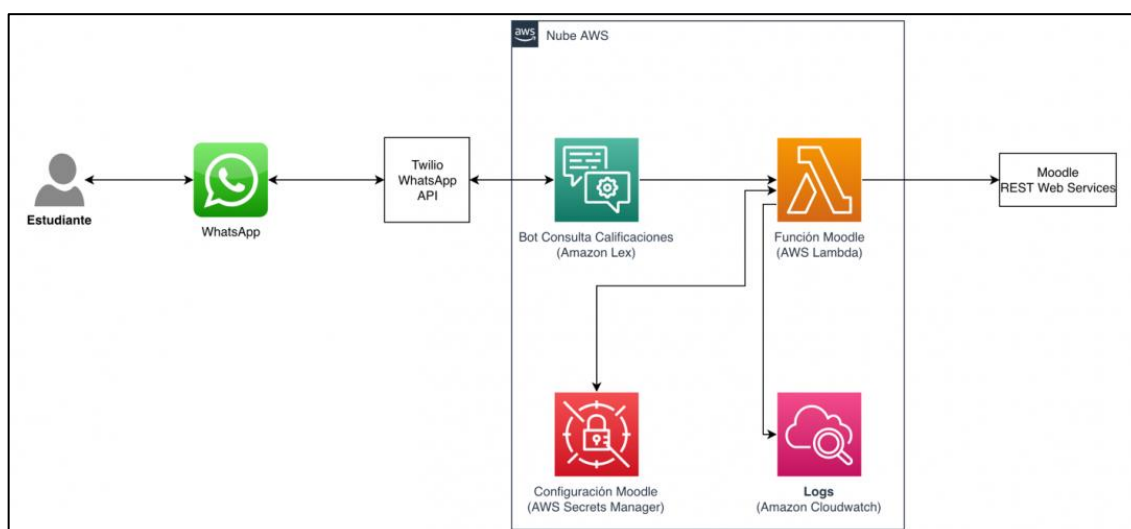 aws
Nube AWS
Estudiante
WhatsApp
Twilio
WhatsApp
API
Bot Consulta Calificaciones
(Amazon Lex)
Función Moodle
(AWS Lambda)
Moodle
REST Web Services
Configuración Moodle
(AWS Secrets Manager)
Logs
(Amazon Cloudwatch)